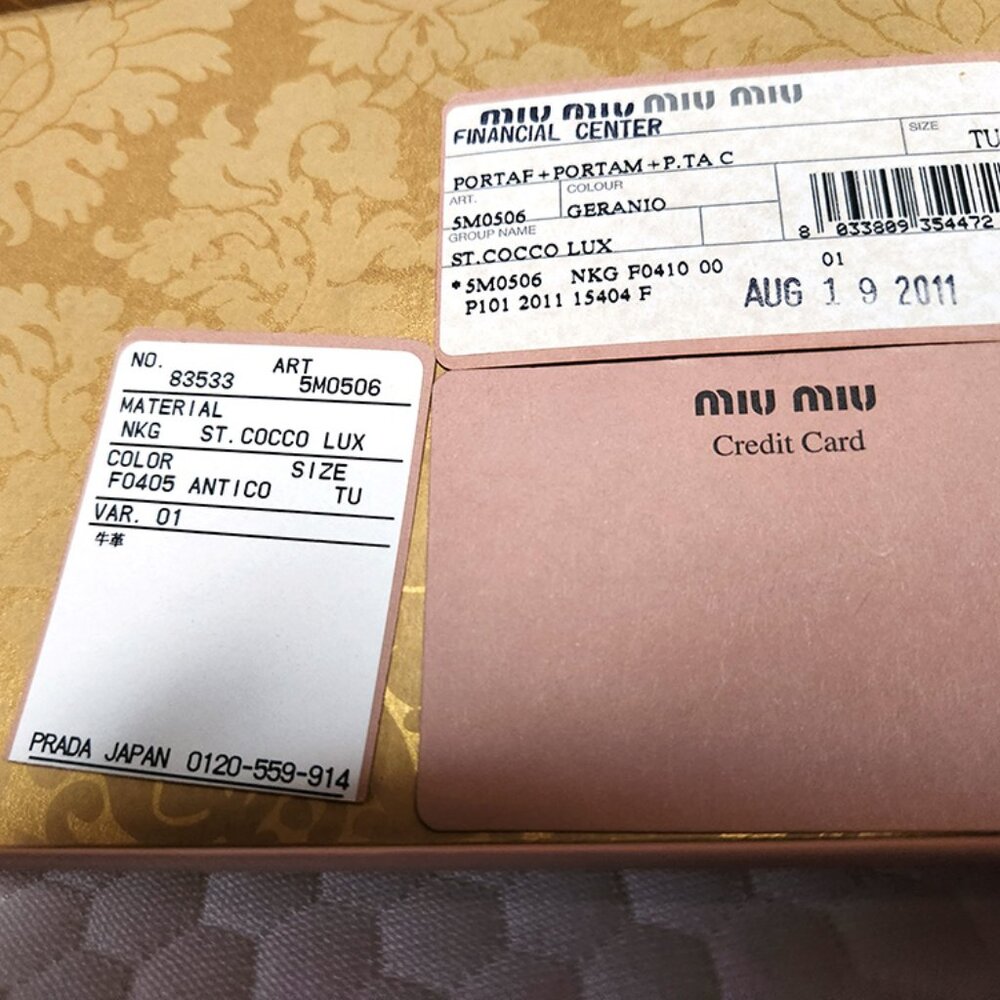 miu miu miu miu
FINANCIAL CENTER
SIZE
TU
PORTAF+PORTAM+P.TA C
ART.
5M0506
COLOUR
GERANIO
GROUP NAME
ST.COCCO LUX
8 033809 354472
*5M0506 NKG F0410 00 01
P101 2011 15404 F
AUG 19 2011
NO. 83533
ART 5M0506
MATERIAL
NKG ST.COCCO LUX
COLOR SIZE
F0405 ANTICO TU
VAR. 01
牛革
PRADA JAPAN 0120-559-914
miu miu
Credit Card